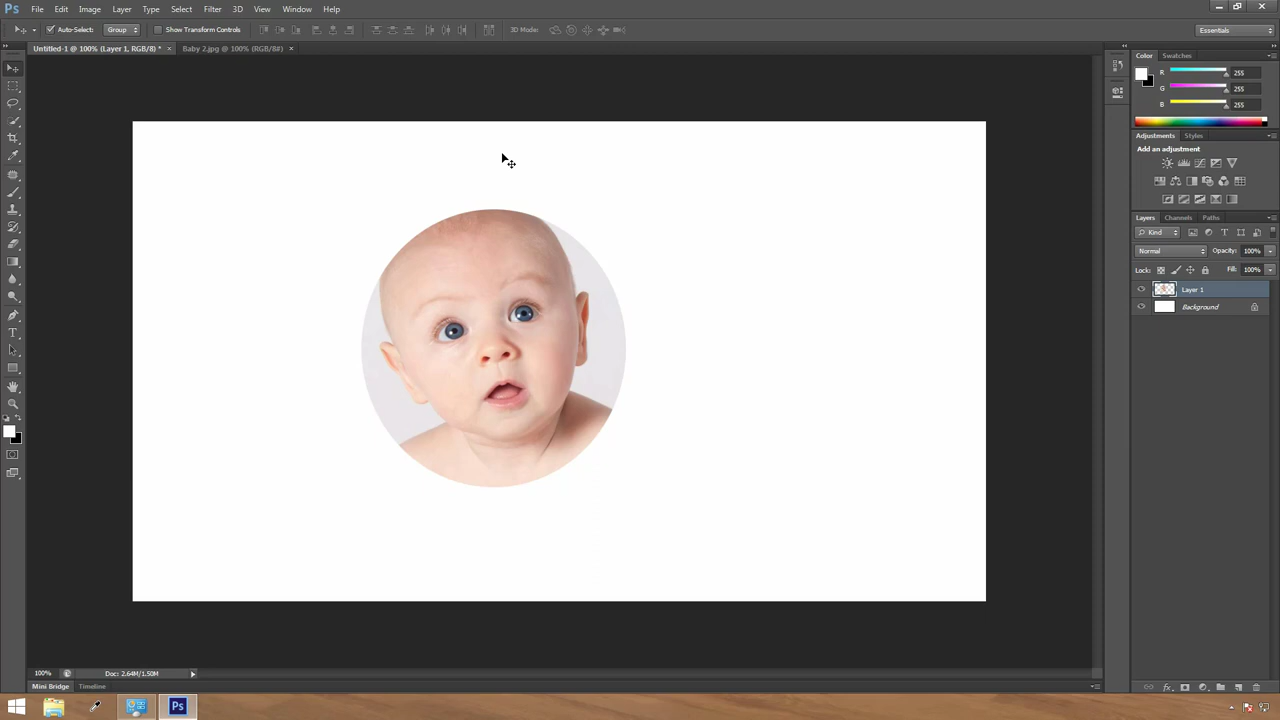 Ps File Edit Image Layer Type Select Filter 3D View Window Help
Auto-Select: Group Show Transform Controls 3D Mode: Essentials
Untitled-1 @ 100% (Layer 1, RGB/8) * × Baby 2.jpg @ 100% (RGB/8#) ×
Color Swatches
R 255
G 255
B 255
Adjustments Styles
Add an adjustment
Layers Channels Paths
Kind T
Normal Opacity: 100%
Lock: Fill: 100%
Layer 1
Background
T
fx
100% Doc: 2.64M/1.50M
Mini Bridge Timeline
Ps